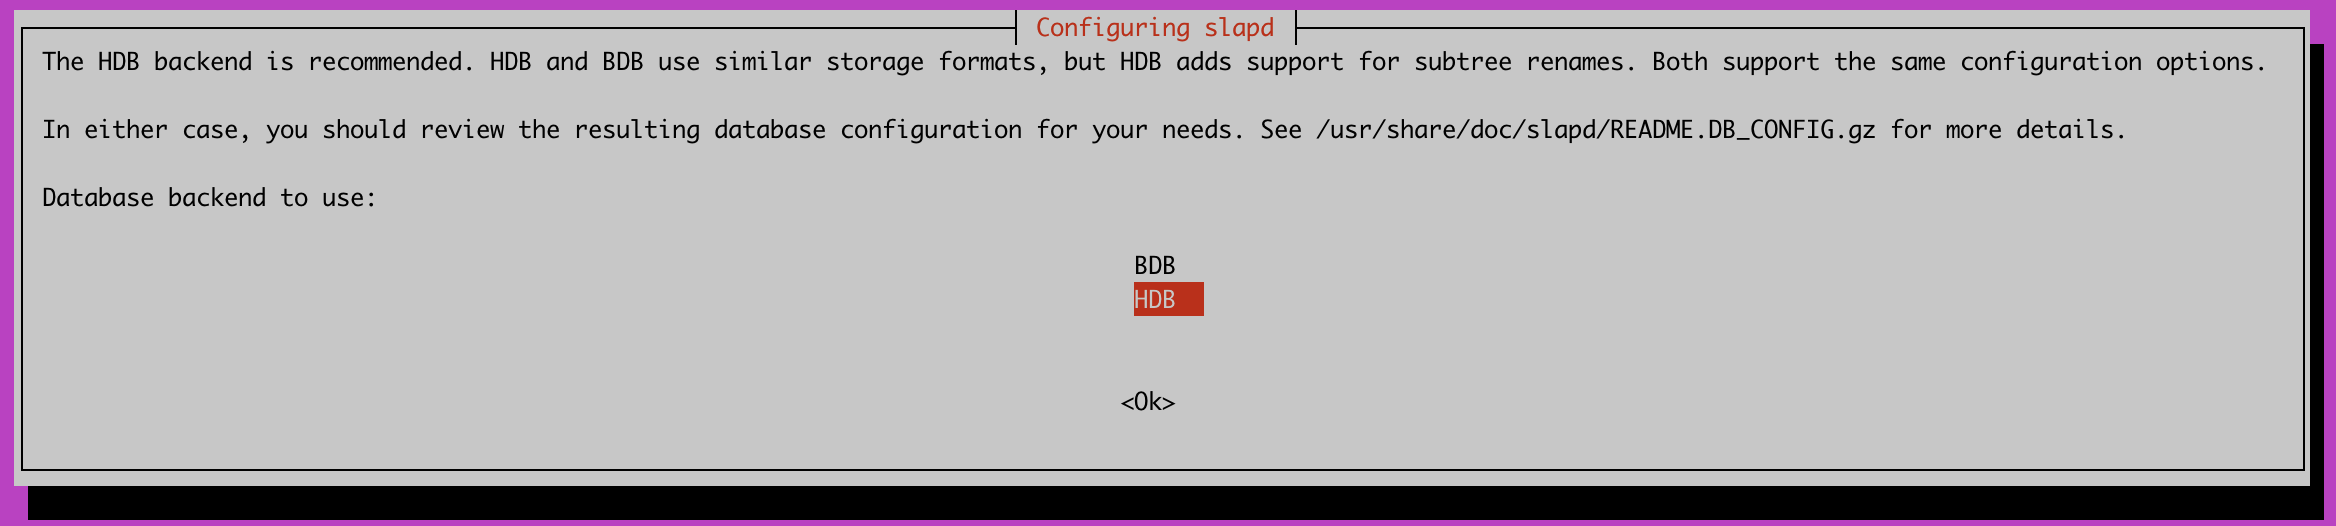 Configuring slapd
The HDB backend is recommended. HDB and BDB use similar storage formats, but HDB adds support for subtree renames. Both support the same configuration options.
In either case, you should review the resulting database configuration for your needs. See /usr/share/doc/slapd/README.DB_CONFIG.gz for more details.
Database backend to use:
BDB
HDB
<Ok>